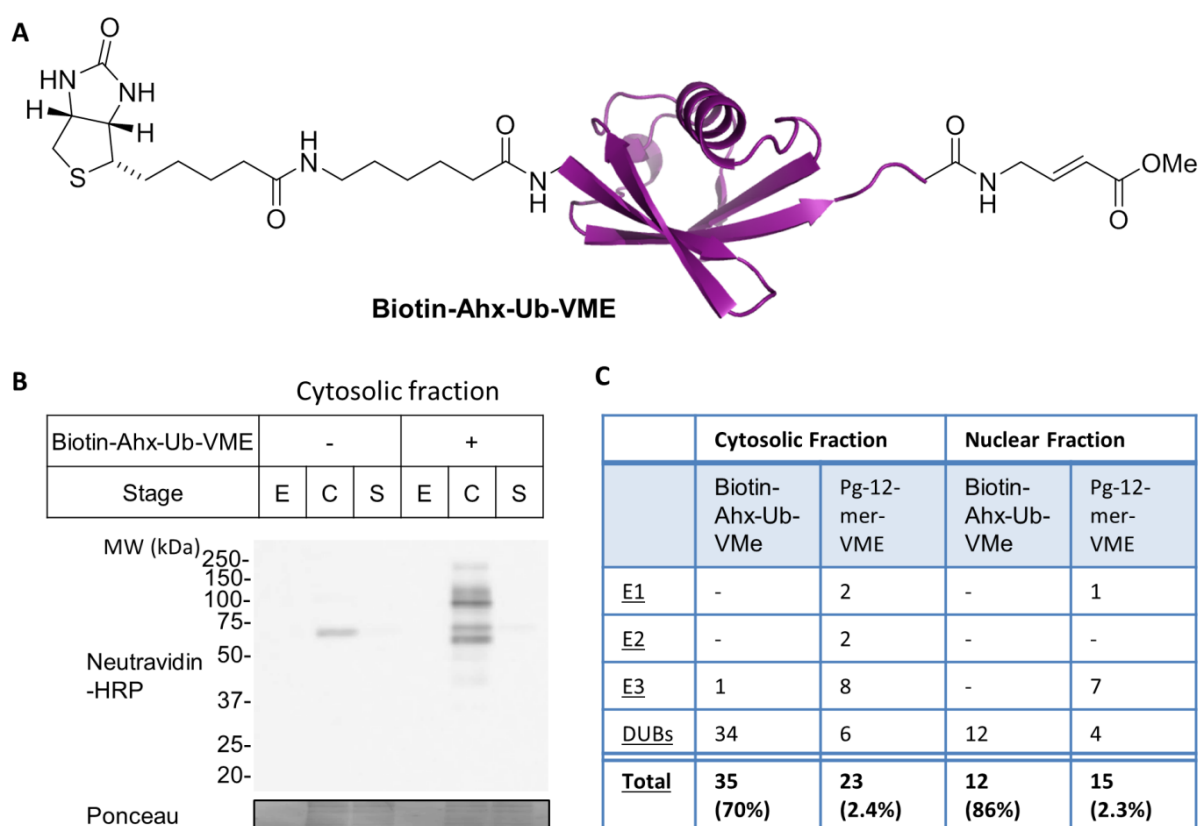 A
O
HN NH
H H
S
H
N
O
O
N
H
O
N
H
OMe
O
Biotin-Ahx-Ub-VME
B
Cytosolic fraction
Biotin-Ahx-Ub-VME - +
Stage E C S E C S
MW (kDa)
250-
150-
100-
75-
50-
37-
25-
20-
Neutravidin
-HRP
Ponceau
C
Cytosolic Fraction Nuclear Fraction
Biotin-
Ahx-Ub-
VMe
Pg-12-
mer-
VME
Biotin-
Ahx-Ub-
VMe
Pg-12-
mer-
VME
E1 - 2 - 1
E2 - 2 - -
E3 1 8 - 7
DUBs 34 6 12 4
Total 35 23 12 15
(70%) (2.4%) (86%) (2.3%)